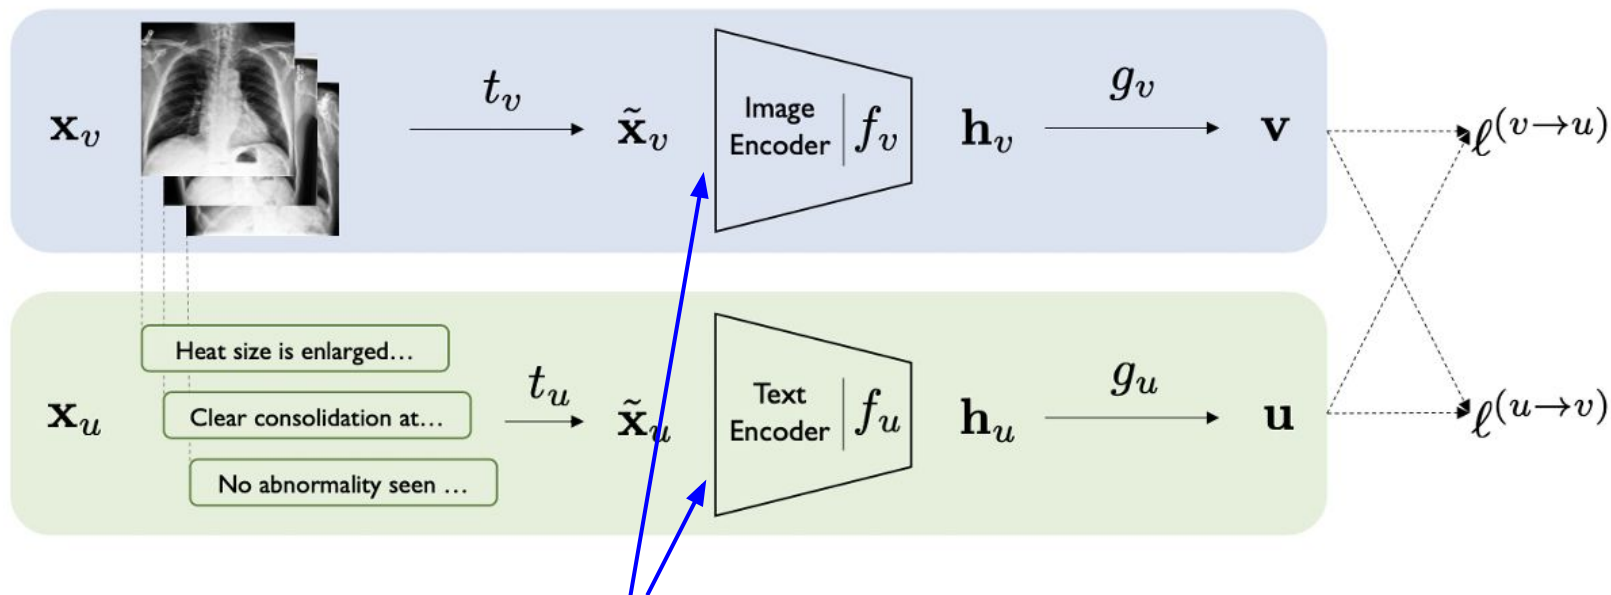 x_v
t_v
x̃_v
Image
Encoder
f_v
h_v
g_v
v
ℓ^(v→u)
Heat size is enlarged…
Clear consolidation at…
No abnormality seen …
x_u
t_u
x̃_u
Text
Encoder
f_u
h_u
g_u
u
ℓ^(u→v)